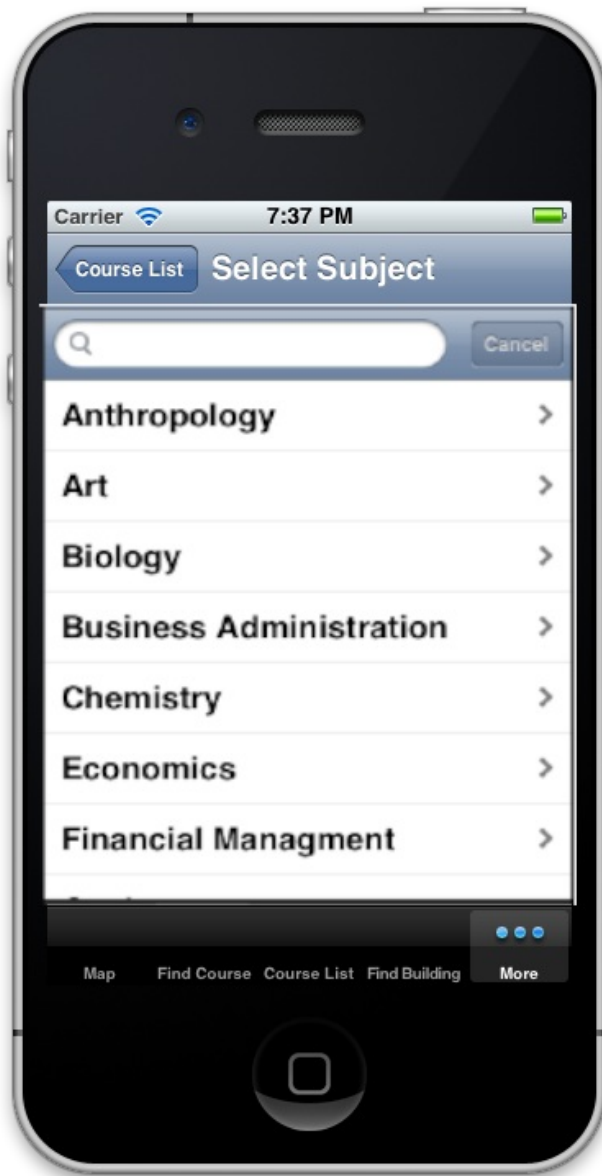 Carrier 7:37 PM
Course List Select Subject
Cancel
Anthropology
Art
Biology
Business Administration
Chemistry
Economics
Financial Managment
Map Find Course Course List Find Building More